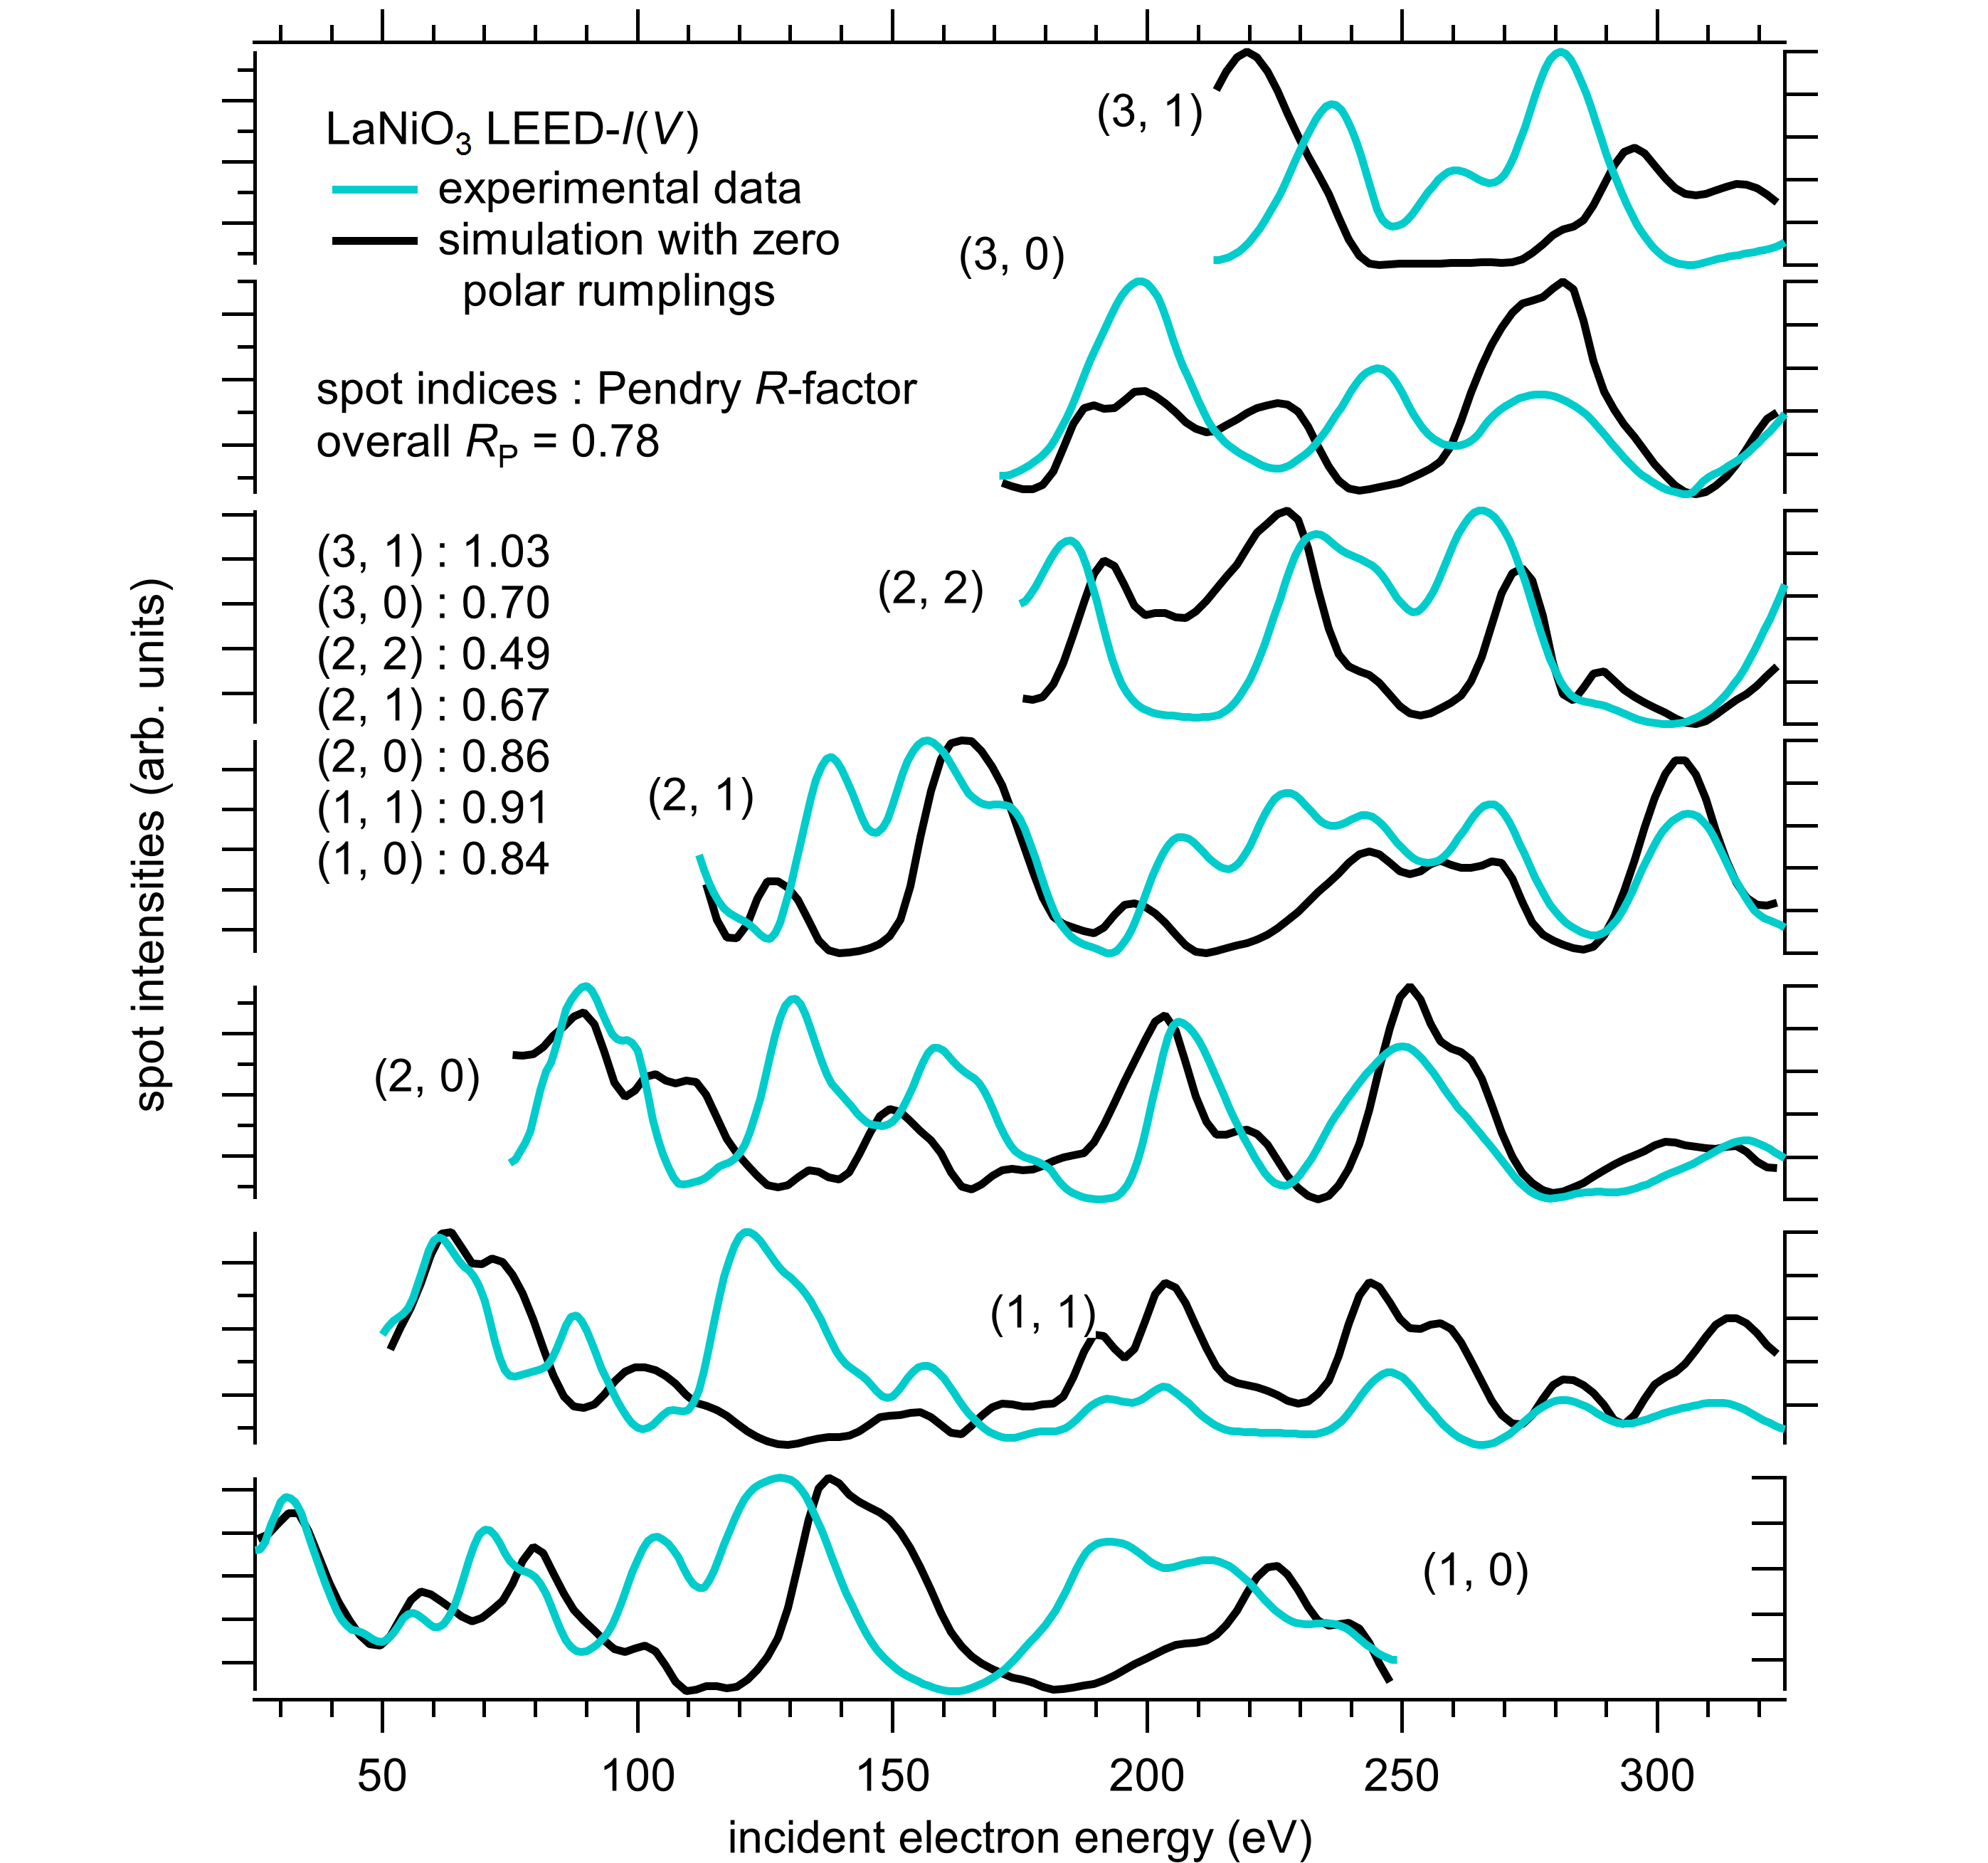 LaNiO3 LEED-I(V)
experimental data
simulation with zero
polar rumplings
spot indices : Pendry R-factor
overall RP = 0.78
(3, 1) : 1.03
(3, 0) : 0.70
(2, 2) : 0.49
(2, 1) : 0.67
(2, 0) : 0.86
(1, 1) : 0.91
(1, 0) : 0.84
(3, 1)
(3, 0)
(2, 2)
(2, 1)
(2, 0)
(1, 1)
(1, 0)
spot intensities (arb. units)
50 100 150 200 250 300
incident electron energy (eV)